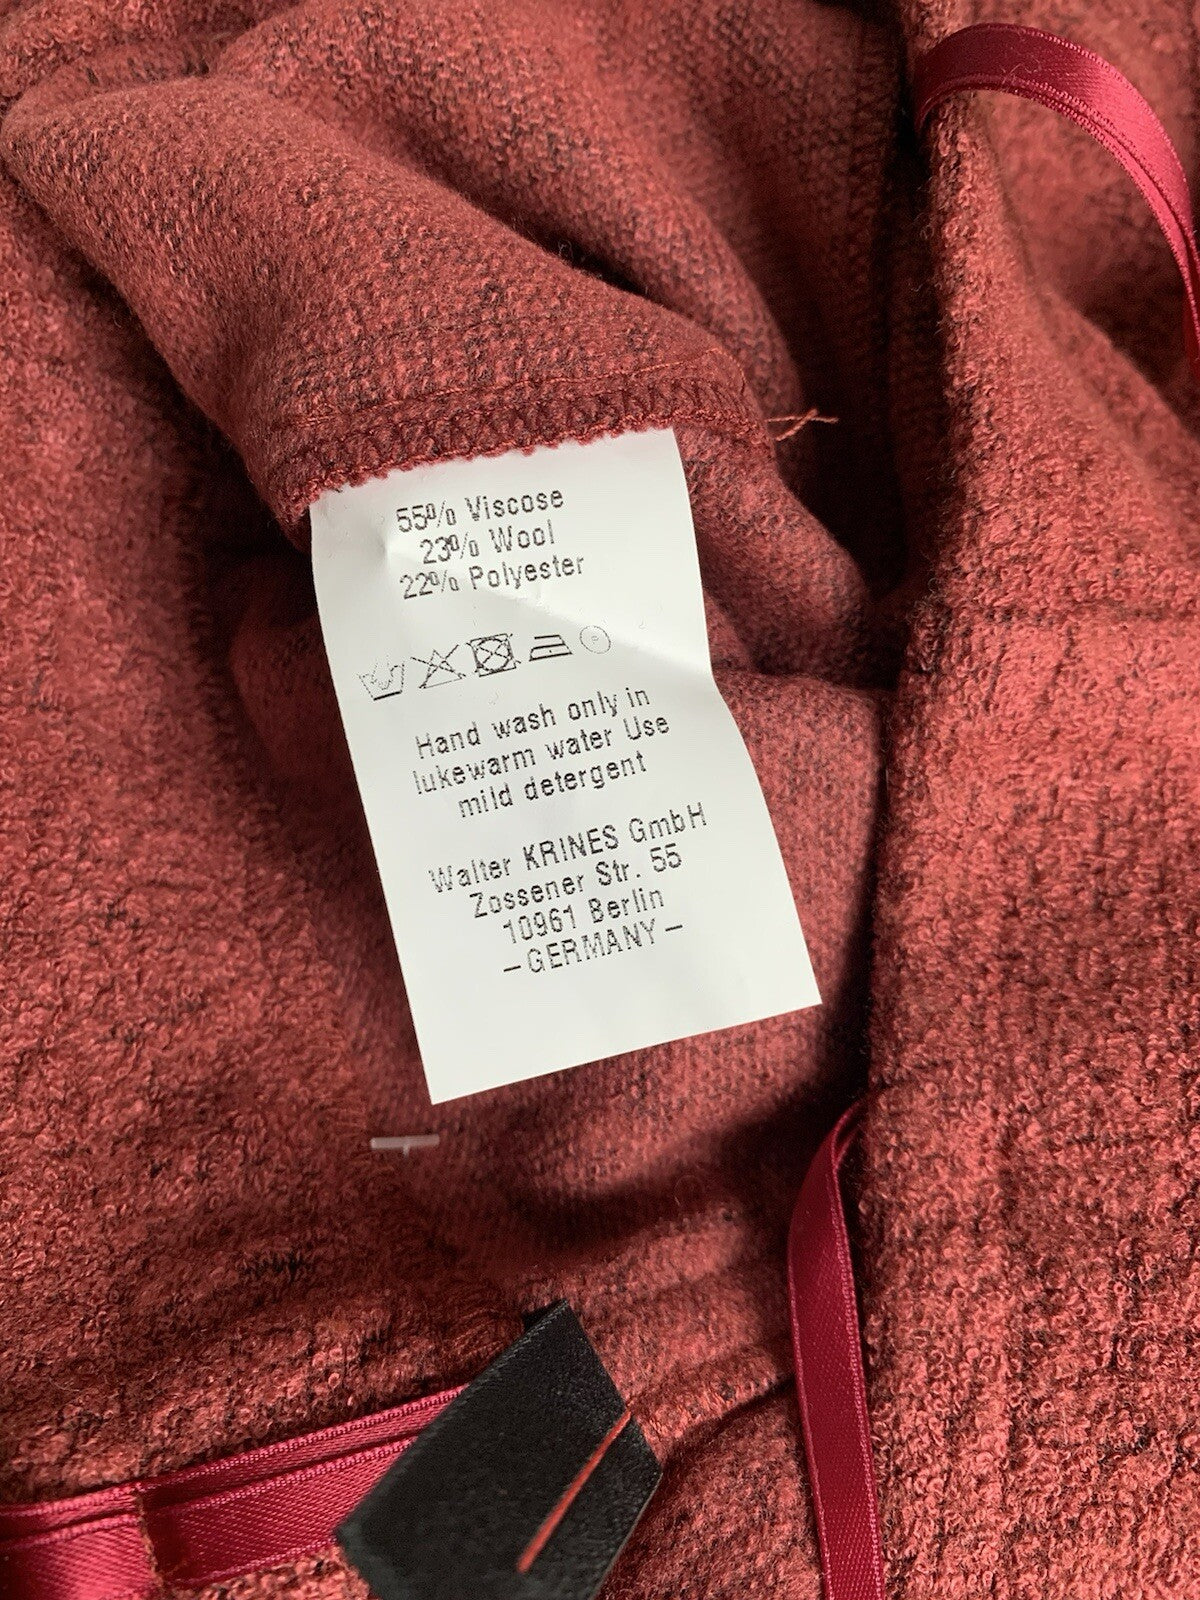 55% Viscose
23% Wool
22% Polyester
Hand wash only in
lukewarm water Use
mild detergent
Walter KRINES GmbH
Zossener Str. 55
10961 Berlin
-GERMANY-